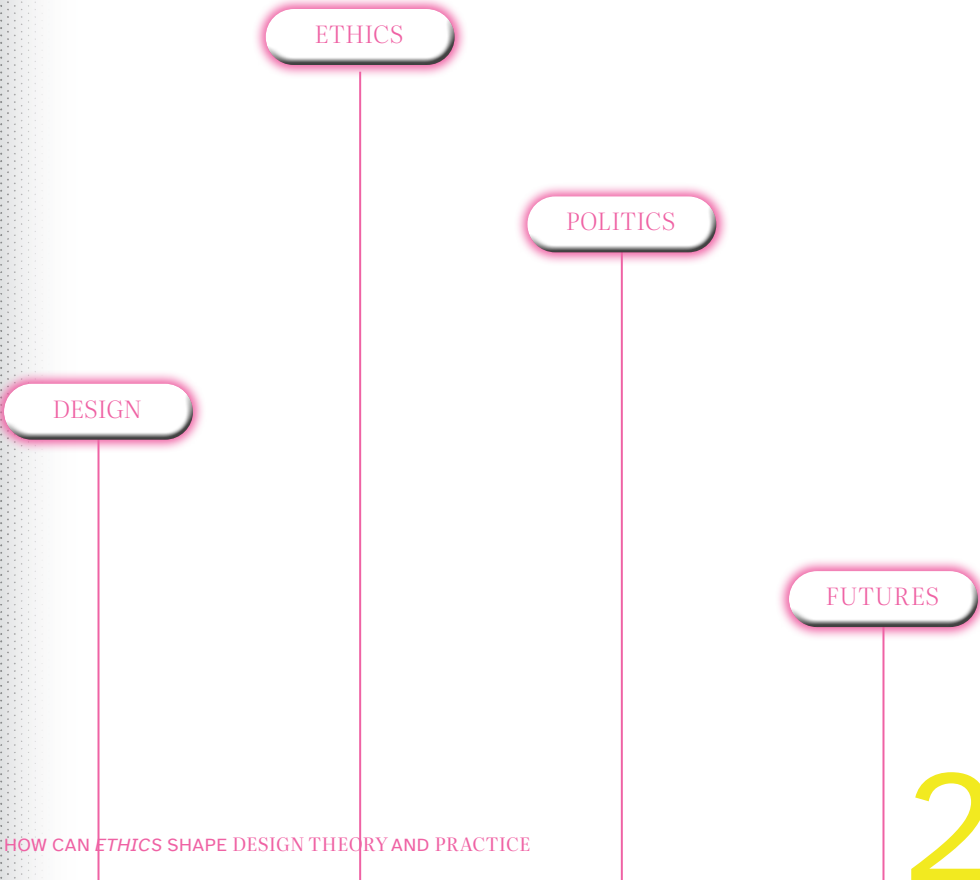 ETHICS
POLITICS
DESIGN
FUTURES
2
HOW CAN ETHICS SHAPE DESIGN THEORY AND PRACTICE